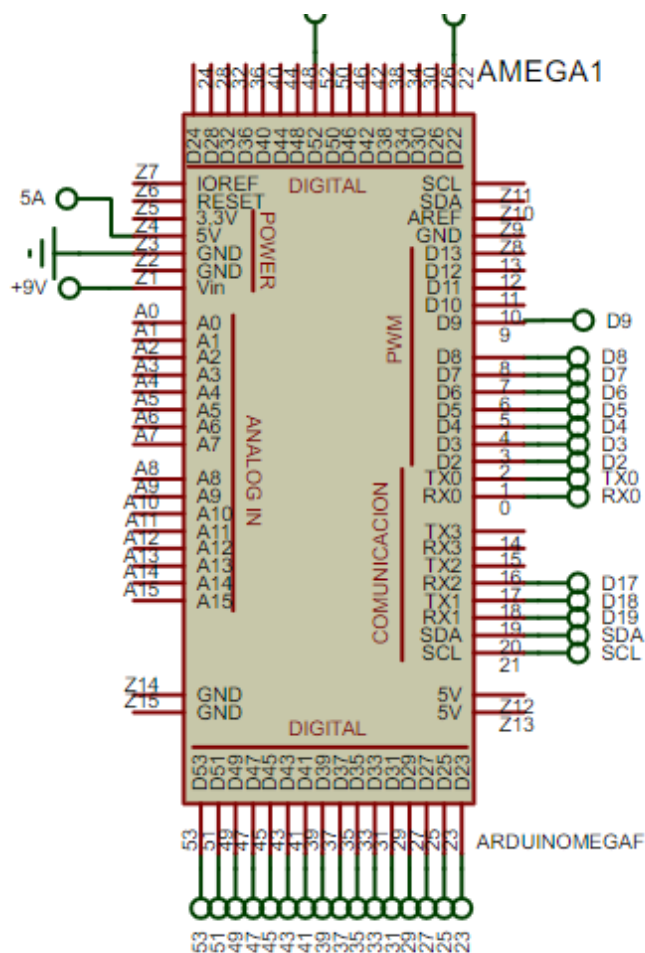 24 28 32 36 40 44 48 52 50 46 42 38 34 30 26 22
AMEGA1
D24 D28 D32 D36 D40 D44 D48 D52 D50 D46 D42 D38 D34 D30 D26 D22
DIGITAL
Z7 IOREF SCL
Z6 RESET SDA Z11
5A Z5 3,3V AREF Z10
Z4 5V GND Z9
Z3 GND D13 Z8
Z2 GND D12 13
+9V Z1 Vin D11 12
POWER
D10 11
A0 A0 D9 10 D9
A1 A1 9
A2 A2 D8 D8
A3 A3 D7 8 D7
A4 A4 D6 7 D6
A5 A5 D5 6 D5
A6 A6 D4 5 D4
A7 A7 D3 4 D3
D2 3 D2
A8 A8 TX0 2 TX0
A9 A9 RX0 1 RX0
A10 A10 0
A11 A11 TX3
A12 A12 RX3 14
A13 A13 TX2 15
A14 A14 RX2 16 D17
A15 A15 TX1 17 D18
RX1 18 D19
SDA 19 SDA
SCL 20 SCL
21
ANALOG IN
PWM
COMUNICACION
Z14 GND 5V
Z15 GND 5V Z12
Z13
DIGITAL
D53 D51 D49 D47 D45 D43 D41 D39 D37 D35 D33 D31 D29 D27 D25 D23
53 51 49 47 45 43 41 39 37 35 33 31 29 27 25 23
ARDUINOMEGAF
53 51 49 47 45 43 41 39 37 35 33 31 29 27 25 23